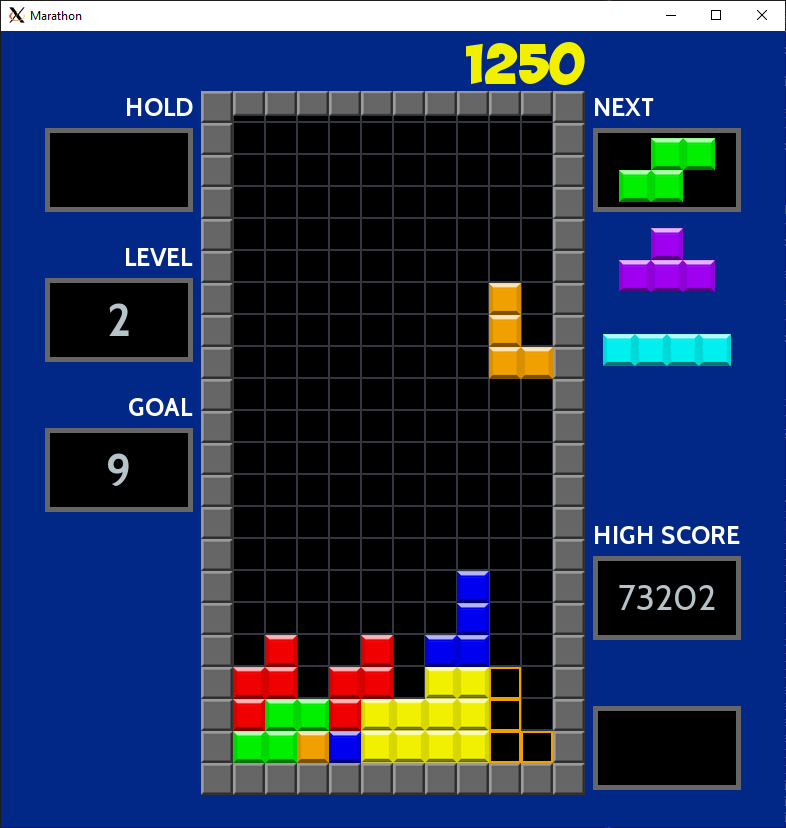 Marathon
1250
HOLD
NEXT
LEVEL
2
GOAL
9
HIGH SCORE
73202